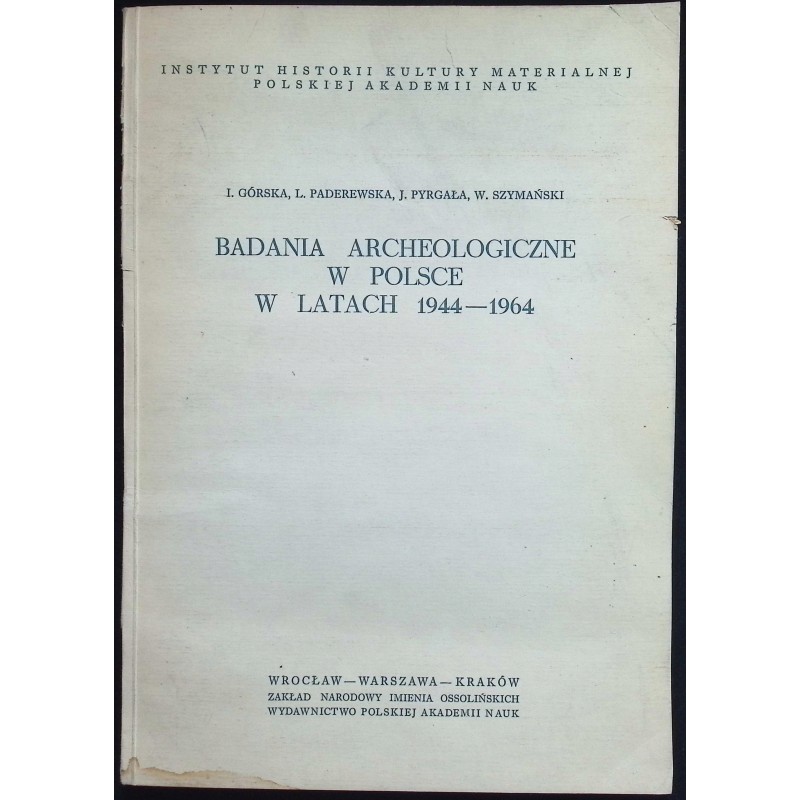 INSTYTUT HISTORII KULTURY MATERIALNEJ
POLSKIEJ AKADEMII NAUK
I. GÓRSKA, L. PADEREWSKA, J. PYRGAŁA, W. SZYMAŃSKI
BADANIA ARCHEOLOGICZNE
W POLSCE
W LATACH 1944—1964
WROCŁAW—WARSZAWA—KRAKÓW
ZAKŁAD NARODOWY IMIENIA OSSOLIŃSKICH
WYDAWNICTWO POLSKIEJ AKADEMII NAUK